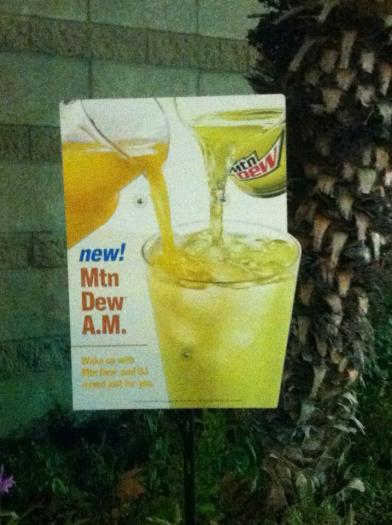 mtn
DEW
new!
Mtn
Dew
A.M.
Wake up with
Mtn Dew and OJ
mixed just for you.